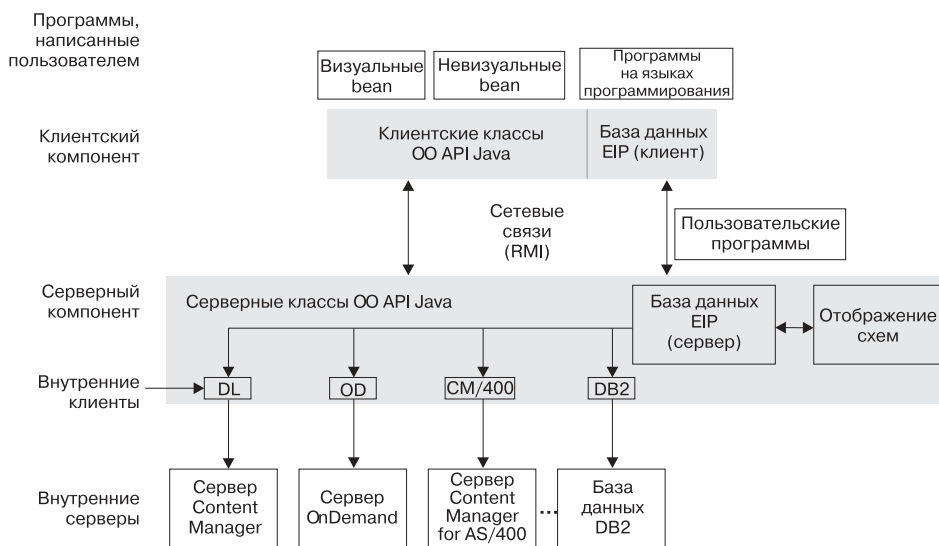 Программы,
написанные
пользователем
Визуальные
bean
Невизуальные
bean
Программы
на языках
программирования
Клиентский
компонент
Клиентские классы
OO API Java
База данных
EIP (клиент)
Сетевые
связи
(RMI)
Пользовательские
программы
Серверный
компонент
Серверные классы OO API Java
База данных
EIP
(сервер)
Отображение
схем
Внутренние
клиенты
DL
OD
CM/400
DB2
Внутренние
серверы
Сервер
Content
Manager
Сервер
OnDemand
Сервер
Content
Manager
for AS/400
...
База
данных
DB2